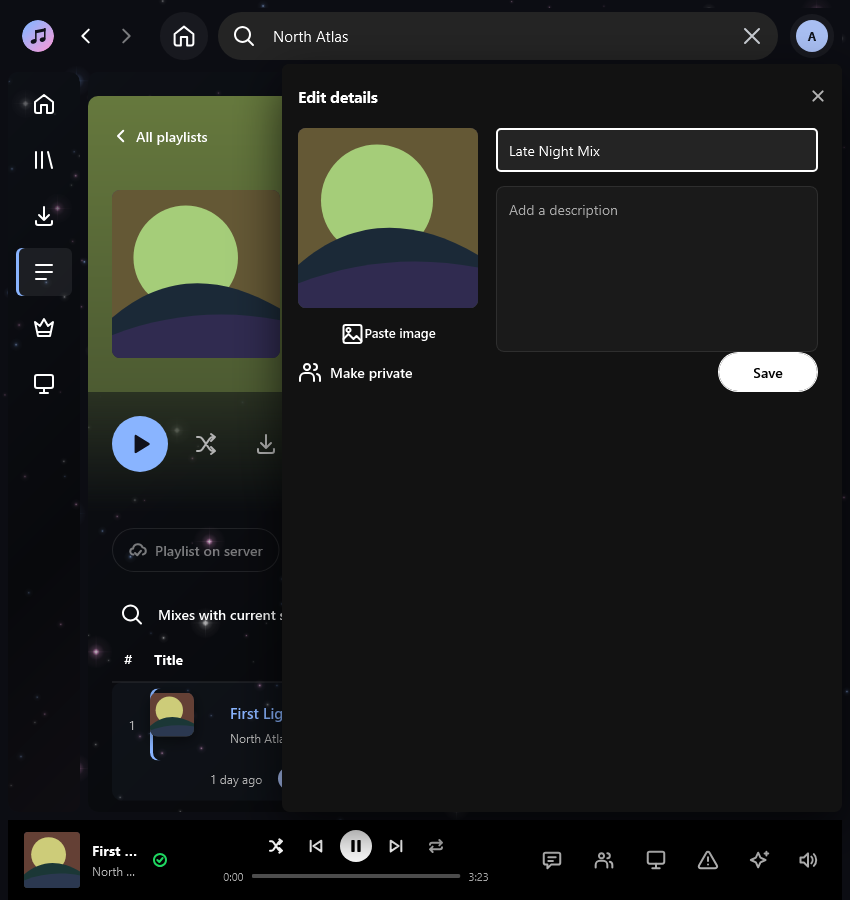 North Atlas
A
Edit details
All playlists
Late Night Mix
Add a description
Paste image
Make private
Save
Playlist on server
Mixes with current
# Title
1
First Lig
North Atla
1 day ago
First ...
North ...
0:00
3:23